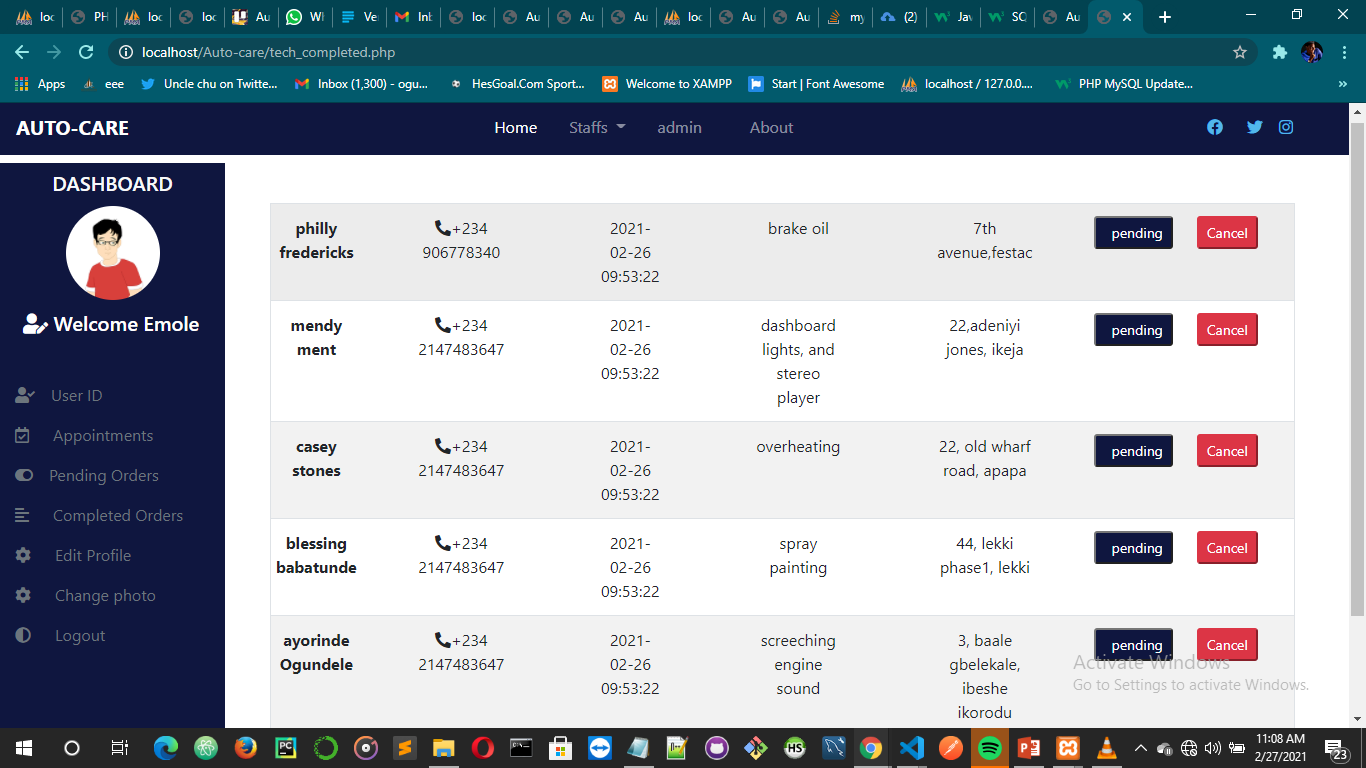 loc
PH
loc
loc
Au
Wh
Ve
Inb
loc
Au
Au
Au
loc
Au
Au
my
(2)
Jav
SQ
Au
localhost/Auto-care/tech_completed.php
Apps
eee
Uncle chu on Twitte...
Inbox (1,300) - ogu...
HesGoal.Com Sport...
Welcome to XAMPP
Start | Font Awesome
localhost / 127.0.0....
PHP MySQL Update...
»
AUTO-CARE
Home
Staffs
admin
About
DASHBOARD
Welcome Emole
User ID
Appointments
Pending Orders
Completed Orders
Edit Profile
Change photo
Logout
philly
fredericks
+234
906778340
2021-
02-26
09:53:22
brake oil
7th
avenue,festac
pending
Cancel
mendy
ment
+234
2147483647
2021-
02-26
09:53:22
dashboard
lights, and
stereo
player
22,adeniyi
jones, ikeja
pending
Cancel
casey
stones
+234
2147483647
2021-
02-26
09:53:22
overheating
22, old wharf
road, apapa
pending
Cancel
blessing
babatunde
+234
2147483647
2021-
02-26
09:53:22
spray
painting
44, lekki
phase1, lekki
pending
Cancel
ayorinde
Ogundele
+234
2147483647
2021-
02-26
09:53:22
screeching
engine
sound
3, baale
gbelekale,
ibeshe
ikorodu
pending
Cancel
Activate Windows
Go to Settings to activate Windows.
PC
HS
11:08 AM
2/27/2021
23